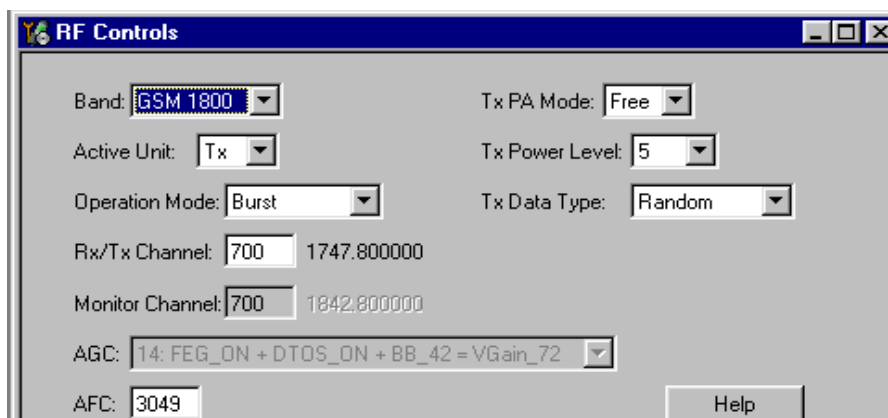 RF Controls
Band: GSM 1800 Tx PA Mode: Free
Active Unit: Tx Tx Power Level: 5
Operation Mode: Burst Tx Data Type: Random
Rx/Tx Channel: 700 1747.800000
Monitor Channel: 700 1842.800000
AGC: 14: FEG_ON + DTOS_ON + BB_42 = VGain_72
AFC: 3049 Help